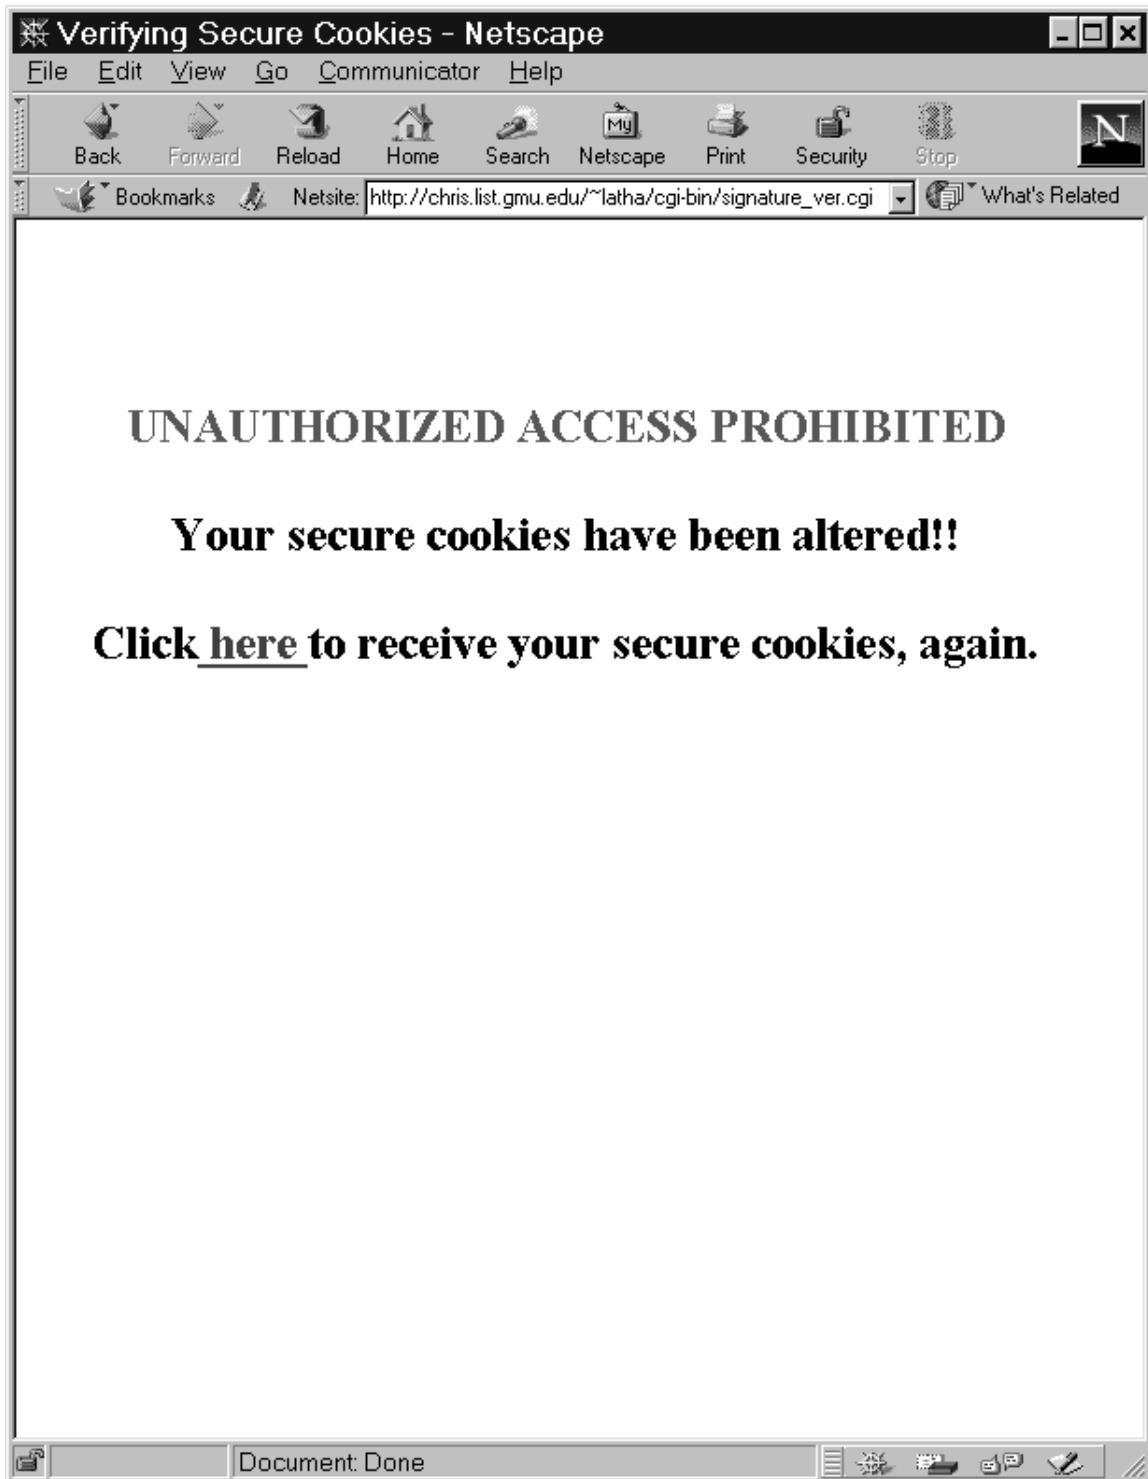 Verifying Secure Cookies - Netscape
File Edit View Go Communicator Help
My N
Back Forward Reload Home Search Netscape Print Security Stop
Bookmarks Netsite: http://chris.list.gmu.edu/~latha/cgi-bin/signature_ver.cgi What's Related
UNAUTHORIZED ACCESS PROHIBITED
Your secure cookies have been altered!!
Click here to receive your secure cookies, again.
Document: Done